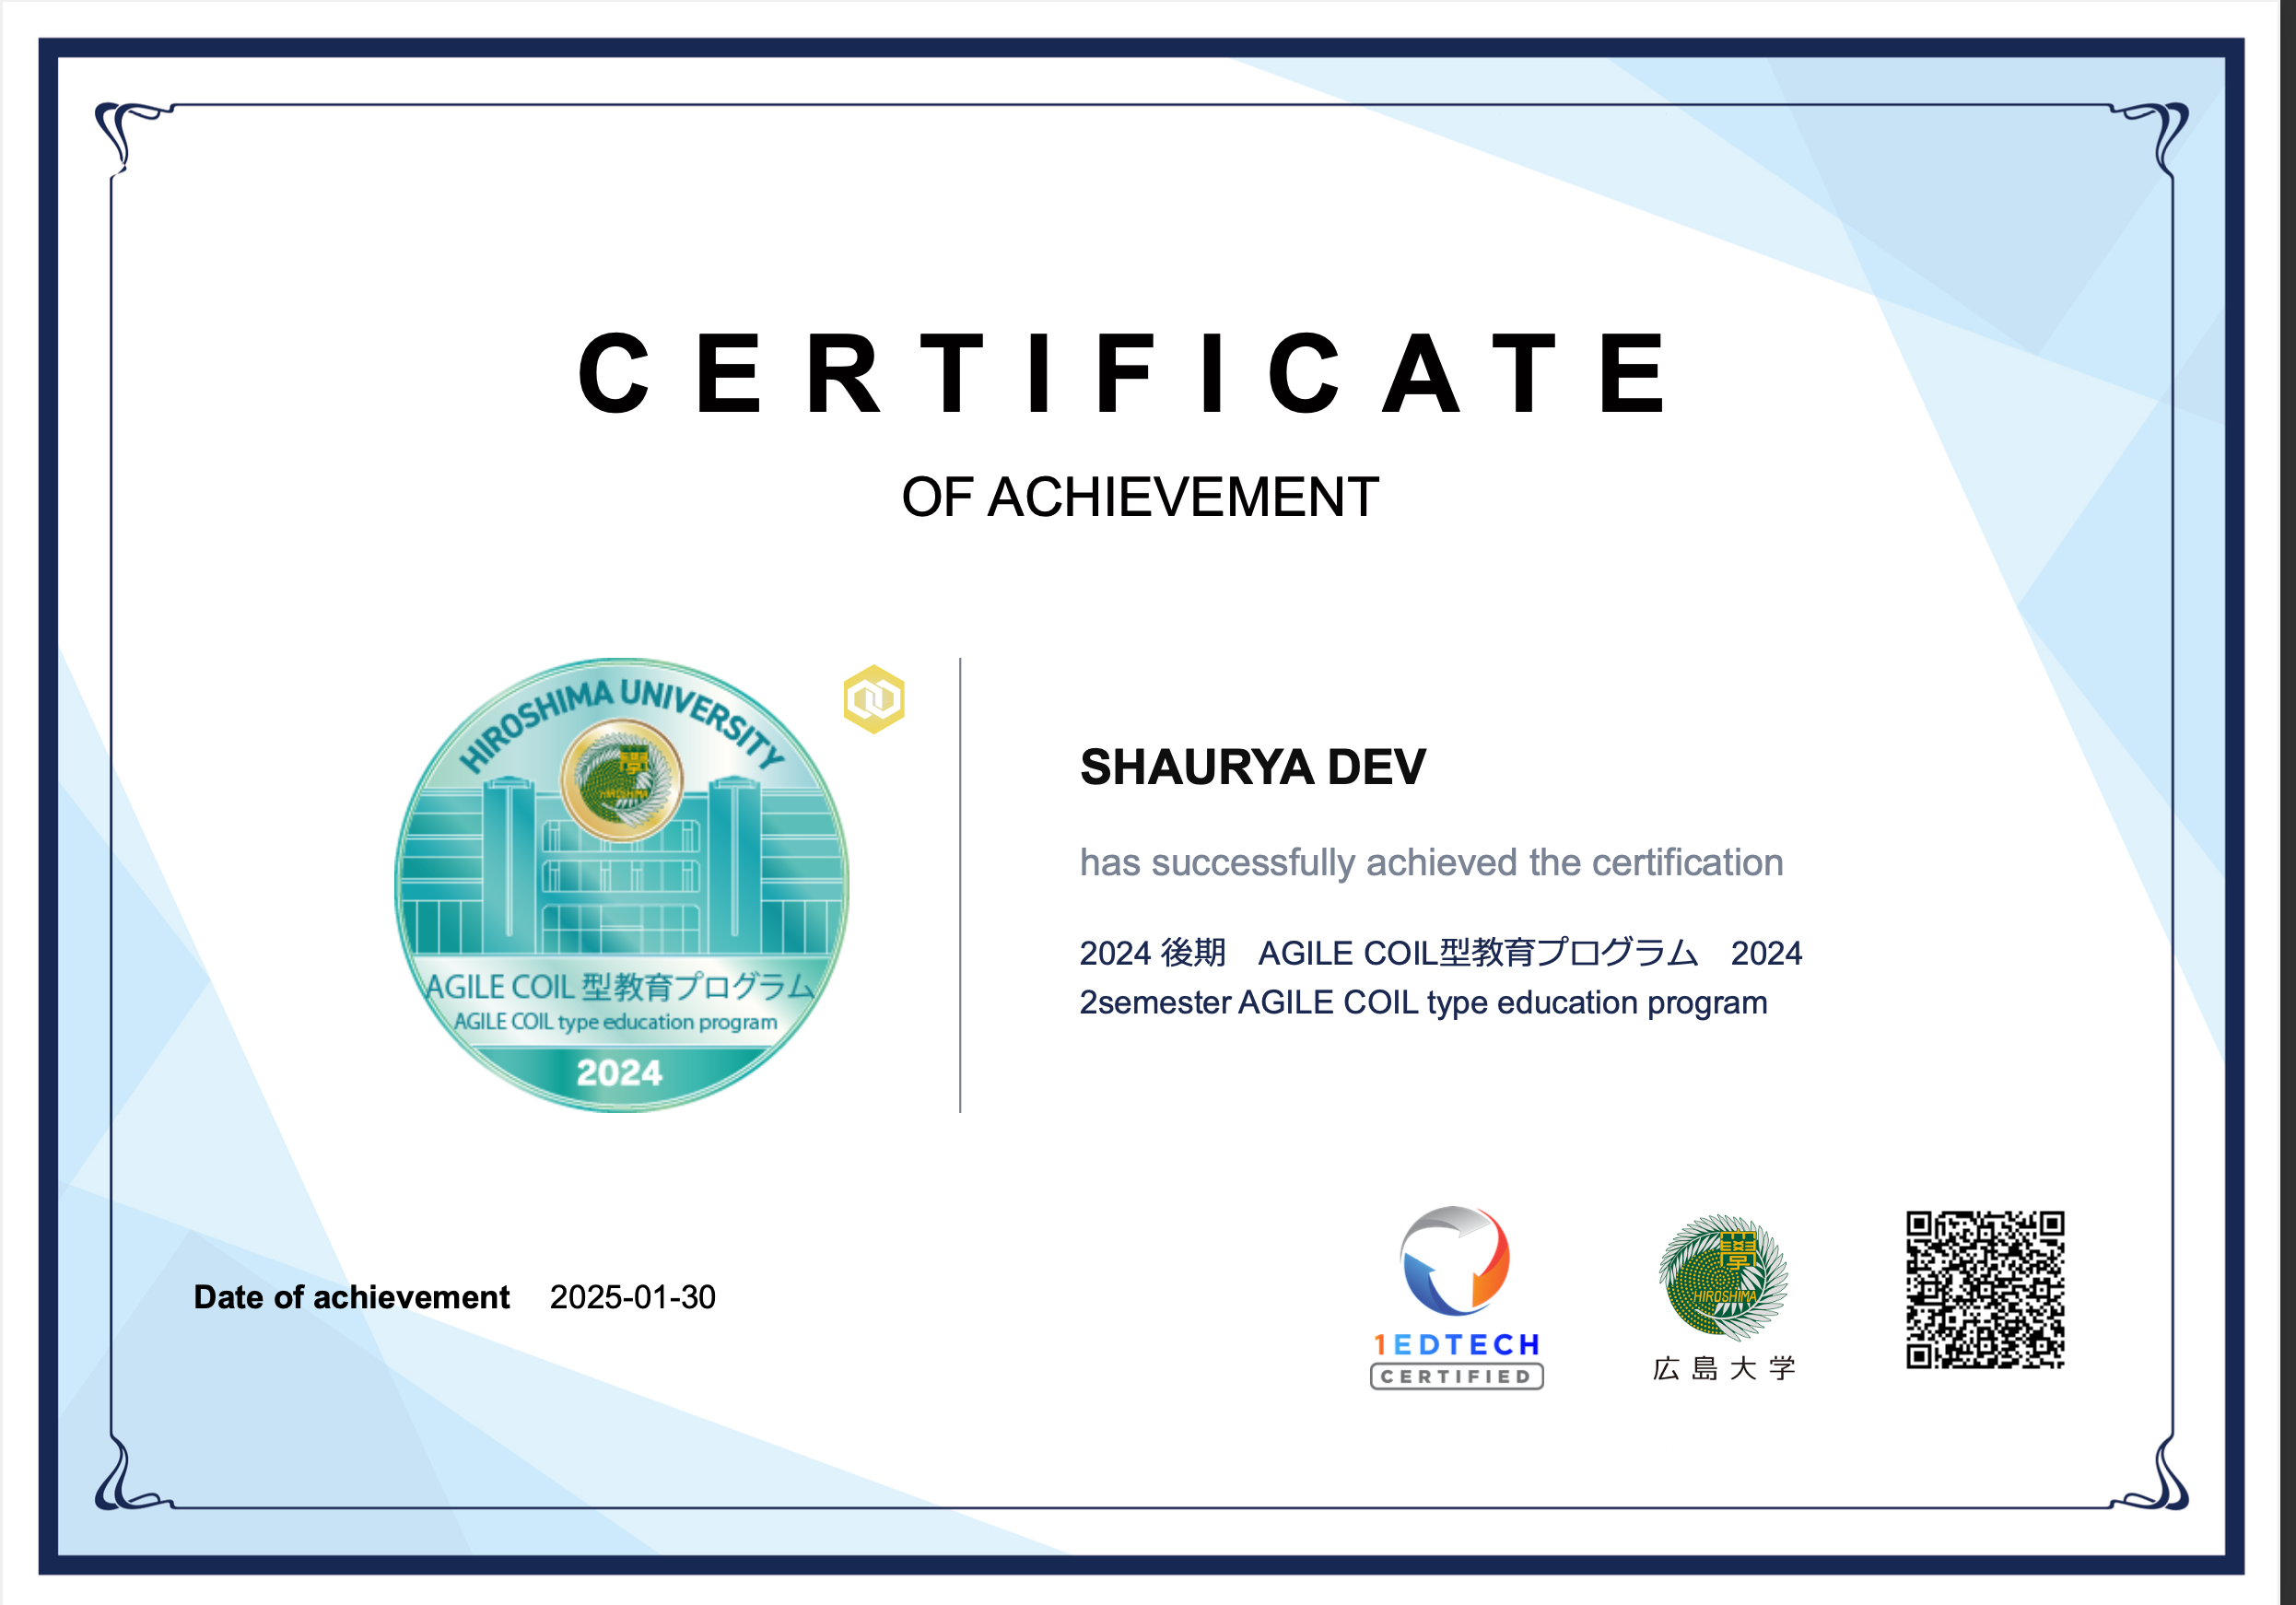 CERTIFICATE
OF ACHIEVEMENT
HIROSHIMA UNIVERSITY
學
HIROSHIMA
AGILE COIL 型教育プログラム
AGILE COIL type education program
2024
SHAURYA DEV
has successfully achieved the certification
2024 後期　AGILE COIL型教育プログラム　2024
2semester AGILE COIL type education program
Date of achievement 2025-01-30
1EDTECH
CERTIFIED
學
HIROSHIMA
広島大学